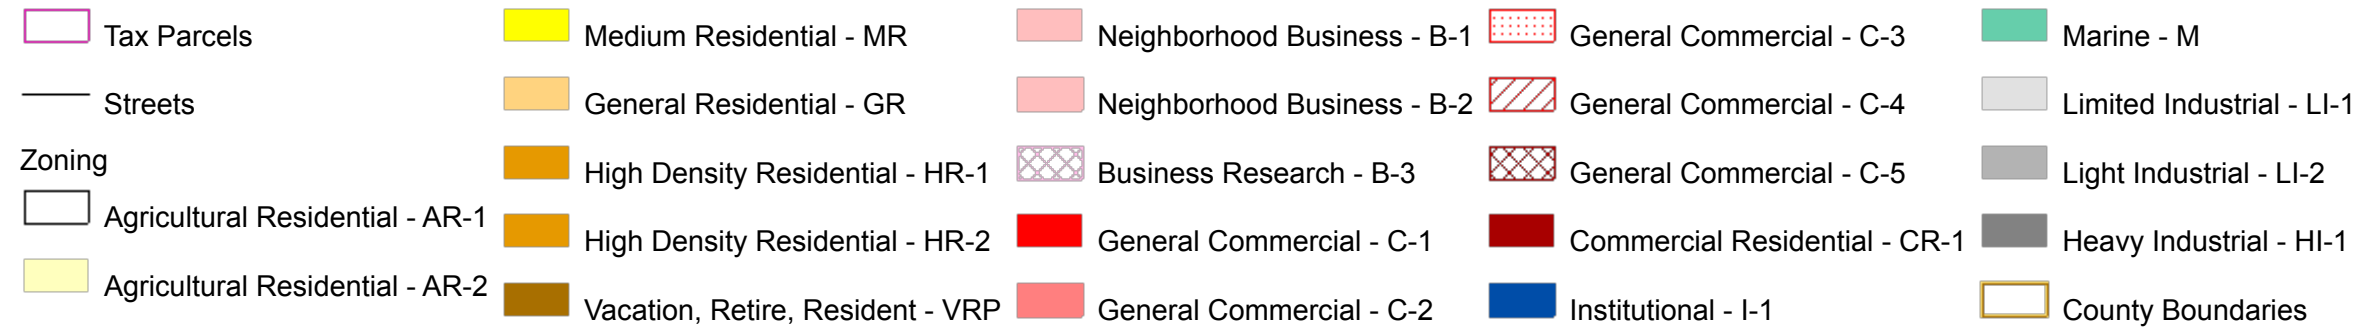 Tax Parcels
Streets
Zoning
Agricultural Residential - AR-1
Agricultural Residential - AR-2
Medium Residential - MR
General Residential - GR
High Density Residential - HR-1
High Density Residential - HR-2
Vacation, Retire, Resident - VRP
Neighborhood Business - B-1
Neighborhood Business - B-2
Business Research - B-3
General Commercial - C-1
General Commercial - C-2
General Commercial - C-3
General Commercial - C-4
General Commercial - C-5
Commercial Residential - CR-1
Institutional - I-1
Marine - M
Limited Industrial - LI-1
Light Industrial - LI-2
Heavy Industrial - HI-1
County Boundaries